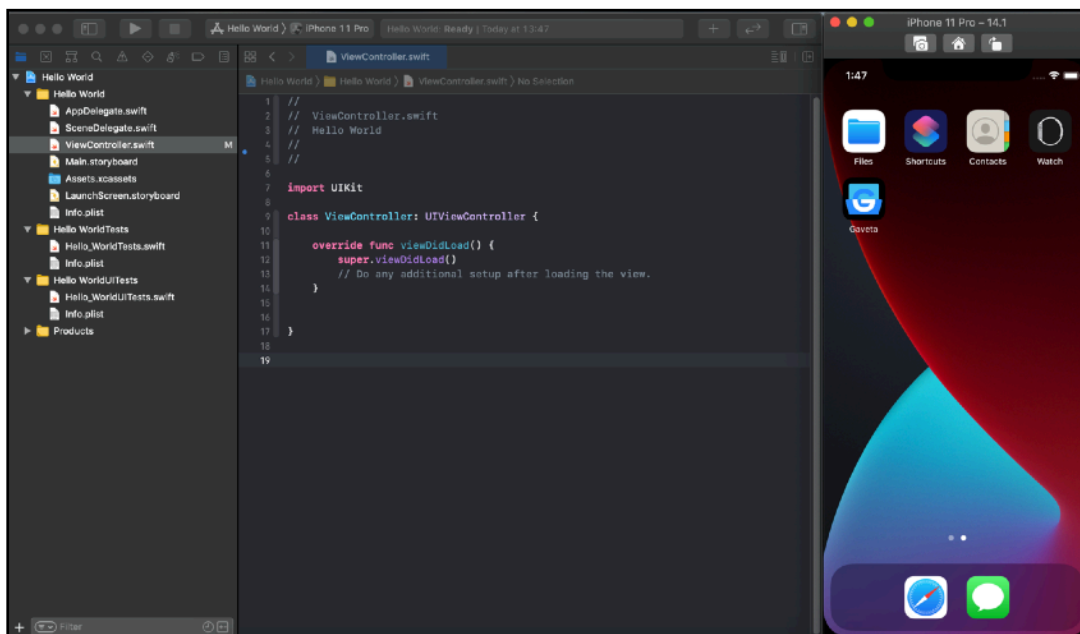 Hello World 〉 iPhone 11 Pro
Hello World: Ready | Today at 13:47
iPhone 11 Pro – 14.1
ViewController.swift
Hello World 〉 Hello World 〉 ViewController.swift 〉 No Selection
Hello World
Hello World
AppDelegate.swift
SceneDelegate.swift
ViewController.swift M
Main.storyboard
Assets.xcassets
LaunchScreen.storyboard
Info.plist
Hello WorldTests
Hello_WorldTests.swift
Info.plist
Hello WorldUITests
Hello_WorldUITests.swift
Info.plist
Products
Filter
1 //
2 // ViewController.swift
3 // Hello World
4 //
5 //
6
7 import UIKit
8
9 class ViewController: UIViewController {
10
11 override func viewDidLoad() {
12 super.viewDidLoad()
13 // Do any additional setup after loading the view.
14 }
15
16
17 }
18
19
1:47
Files Shortcuts Contacts Watch
Gaveta